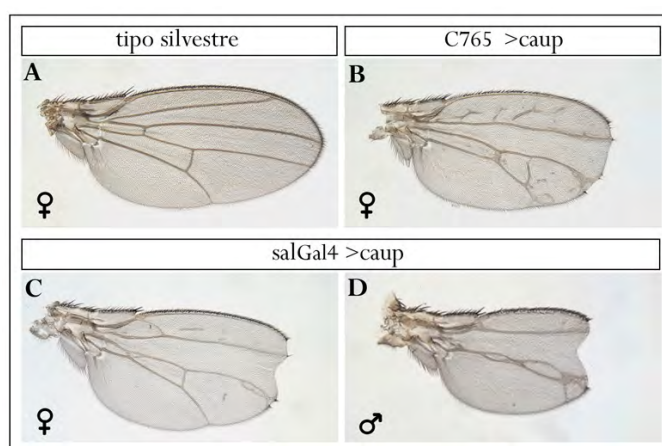 tipo silvestre
C765 >caup
A
B
♀
♀
salGal4 >caup
C
D
♀
♂